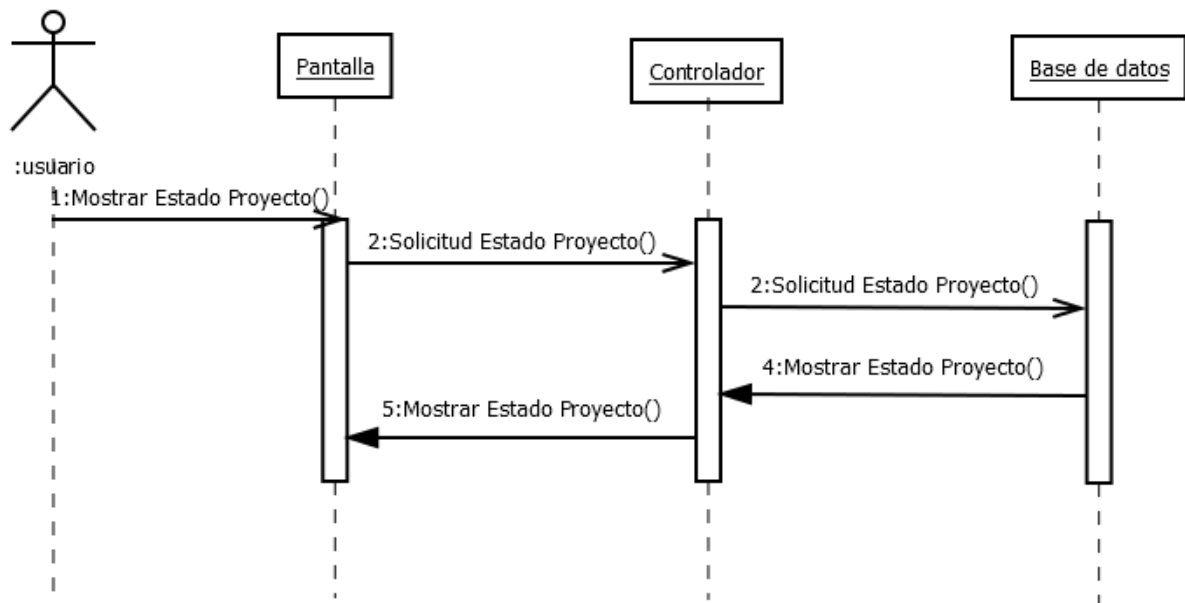 Pantalla
Controlador
Base de datos
:usuario
1:Mostrar Estado Proyecto()
2:Solicitud Estado Proyecto()
2:Solicitud Estado Proyecto()
4:Mostrar Estado Proyecto()
5:Mostrar Estado Proyecto()